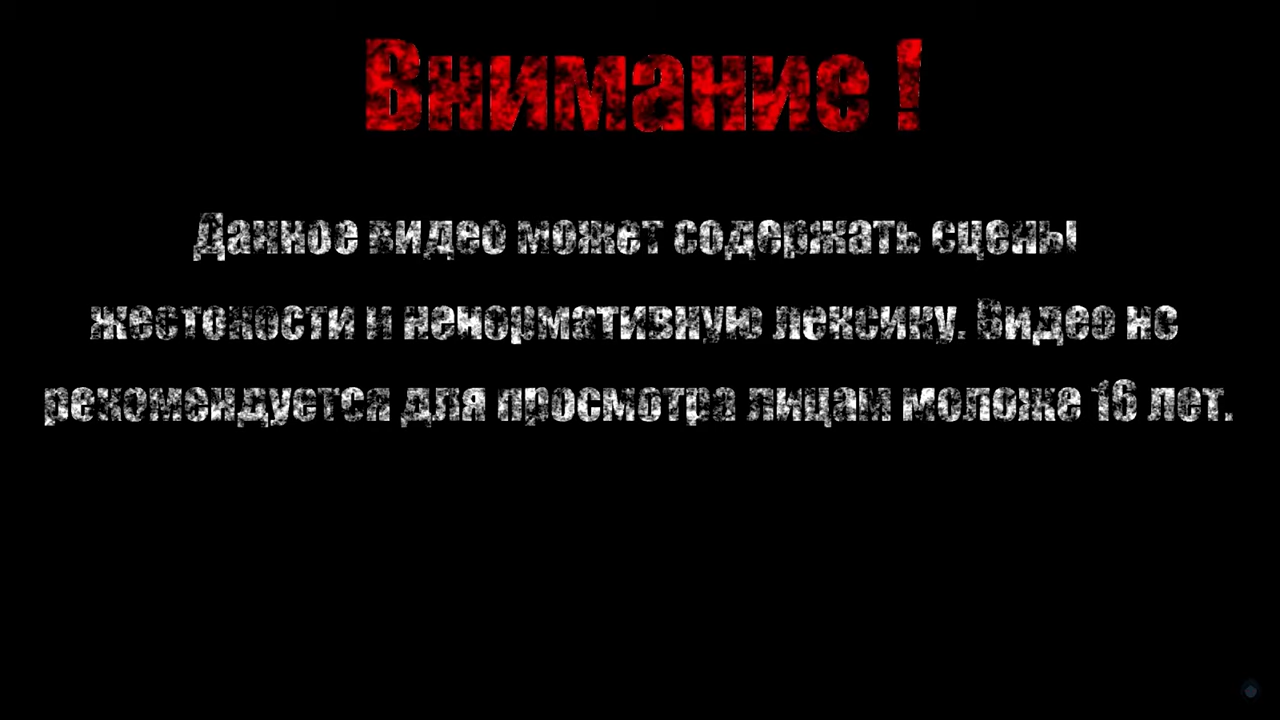 Внимание !
Данное видео может содержать сцены
жестокости и ненормативную лексику. Видео не
рекомендуется для просмотра лицам моложе 16 лет.